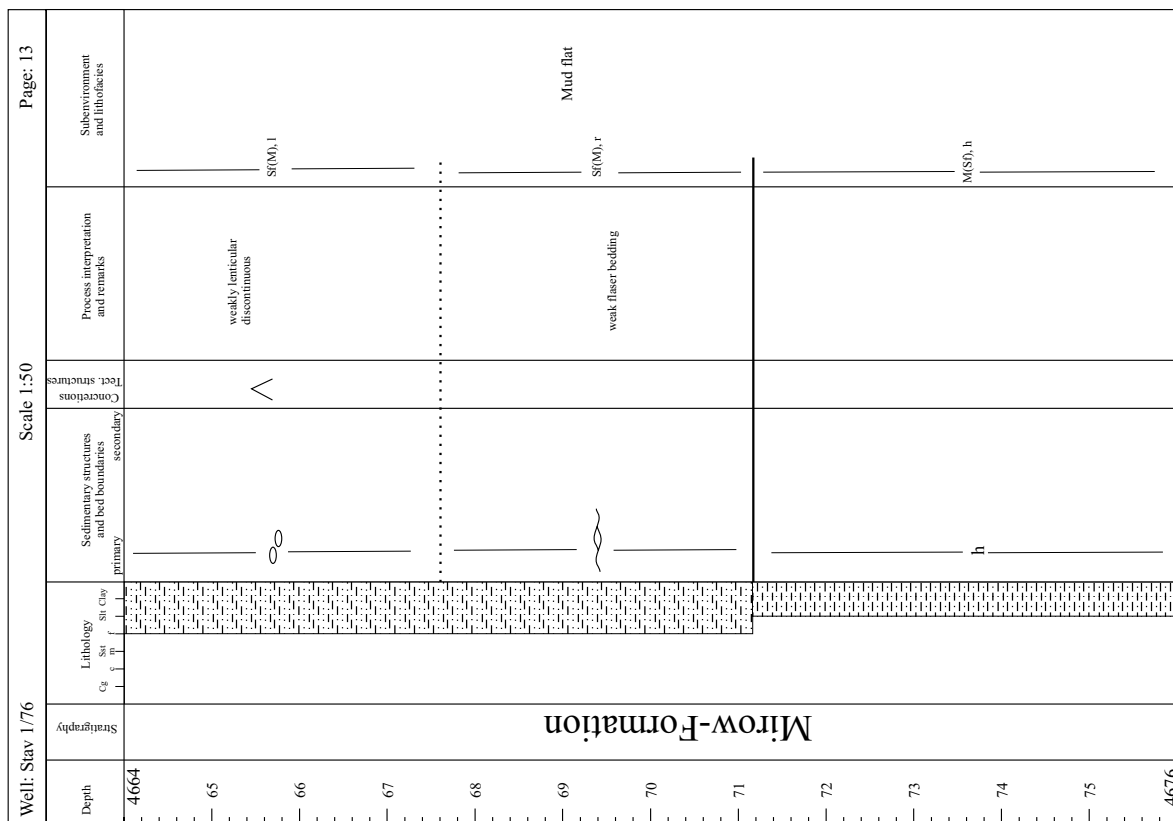 Well: Stav 1/76
Scale 1:50
Page: 13
Depth
Stratigraphy
Lithology
Cg
c
Sst
m
f
Slt
Clay
Sedimentary structures
and bed boundaries
primary
secondary
Concretions
Tect. structures
Process interpretation
and remarks
Subenvironment
and lithofacies
4664
65
66
67
68
69
70
71
72
73
74
75
4676
Mirow-Formation
h
weakly lenticular
discontinuous
weak flaser bedding
Sf(M), l
Sf(M), r
M(Sf), h
Mud flat